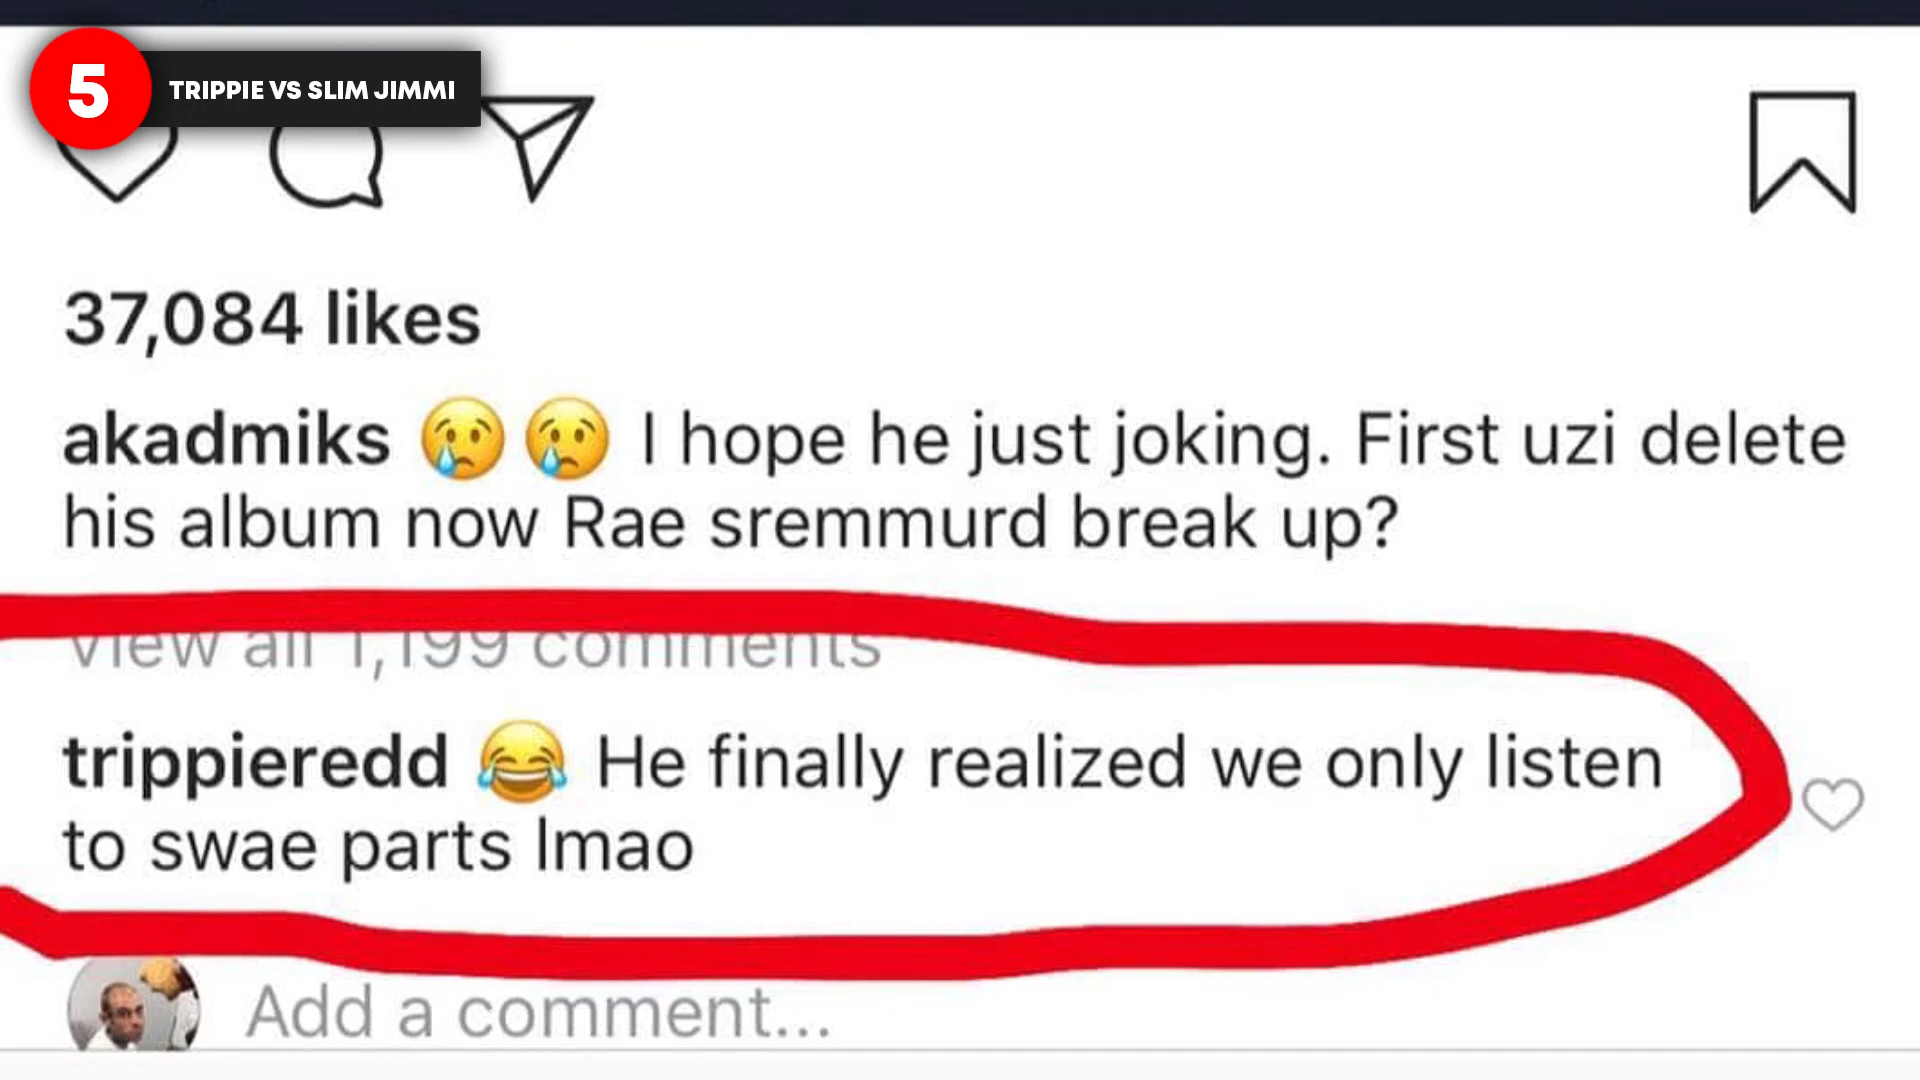 5
TRIPPIE VS SLIM JIMMI
37,084 likes
akadmiks 😢😢 I hope he just joking. First uzi delete
his album now Rae sremmurd break up?
View all 1,199 comments
trippieredd 😂 He finally realized we only listen
to swae parts lmao
Add a comment...